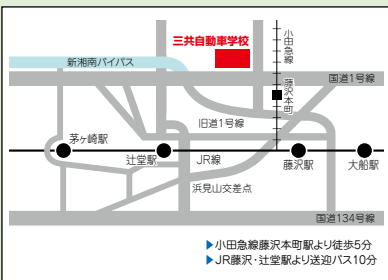 三共自動車学校
小田急線
新湘南バイパス
国道1号線
藤沢本町
旧道1号線
茅ヶ崎駅
辻堂駅
JR線
藤沢駅
大船駅
浜見山交差点
国道134号線
▶小田急線藤沢本町駅より徒歩5分
▶JR藤沢・辻堂駅より送迎バス10分